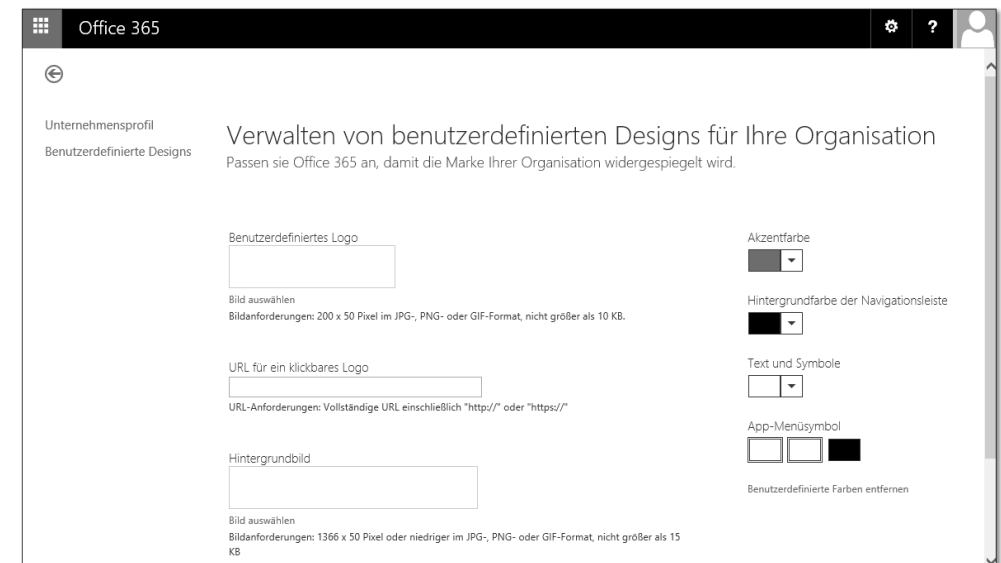 Office 365
?
Unternehmensprofil
Benutzerdefinierte Designs
Verwalten von benutzerdefinierten Designs für Ihre Organisation
Passen sie Office 365 an, damit die Marke Ihrer Organisation widergespiegelt wird.
Benutzerdefiniertes Logo
Bild auswählen
Bildanforderungen: 200 x 50 Pixel im JPG-, PNG- oder GIF-Format, nicht größer als 10 KB.
URL für ein klickbares Logo
URL-Anforderungen: Vollständige URL einschließlich "http://" oder "https://"
Hintergrundbild
Bild auswählen
Bildanforderungen: 1366 x 50 Pixel oder niedriger im JPG-, PNG- oder GIF-Format, nicht größer als 15
KB
Akzentfarbe
Hintergrundfarbe der Navigationsleiste
Text und Symbole
App-Menüsymbol
Benutzerdefinierte Farben entfernen